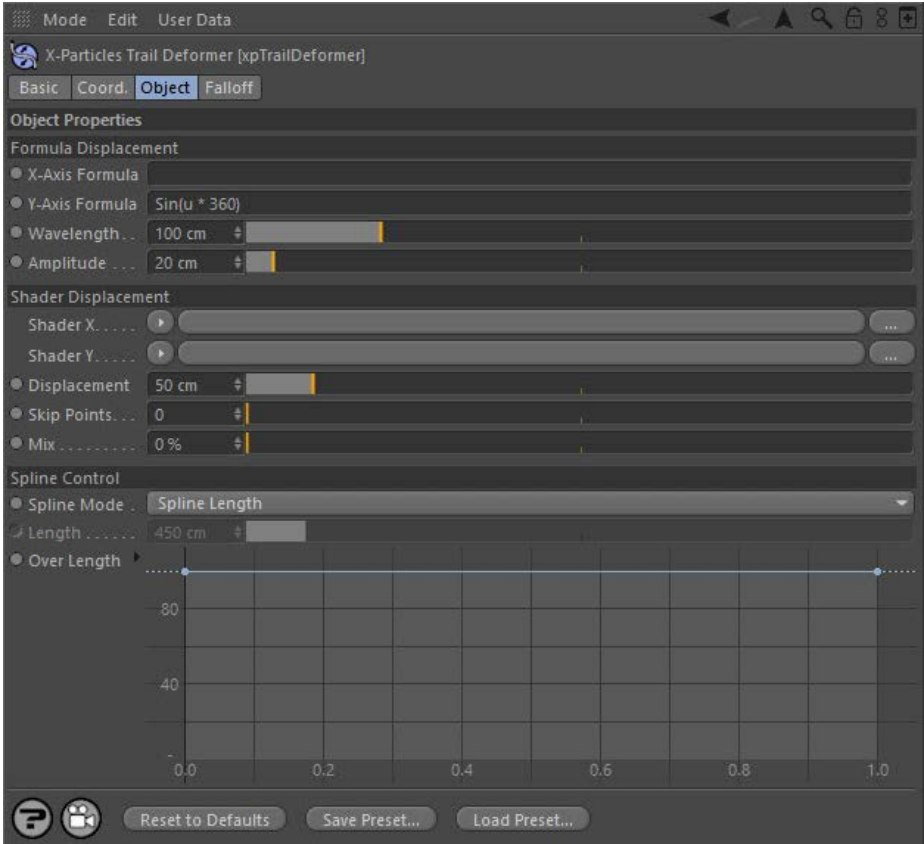 Mode Edit User Data
X-Particles Trail Deformer [xpTrailDeformer]
Basic Coord. Object Falloff
Object Properties
Formula Displacement
X-Axis Formula
Y-Axis Formula Sin(u * 360)
Wavelength . . 100 cm
Amplitude . . . 20 cm
Shader Displacement
Shader X. . . . . ...
Shader Y. . . . . ...
Displacement 50 cm
Skip Points. . . 0
Mix . . . . . . . . . 0 %
Spline Control
Spline Mode . Spline Length
Length . . . . . . 450 cm
Over Length
80
40
0.0 0.2 0.4 0.6 0.8 1.0
? Reset to Defaults Save Preset... Load Preset...